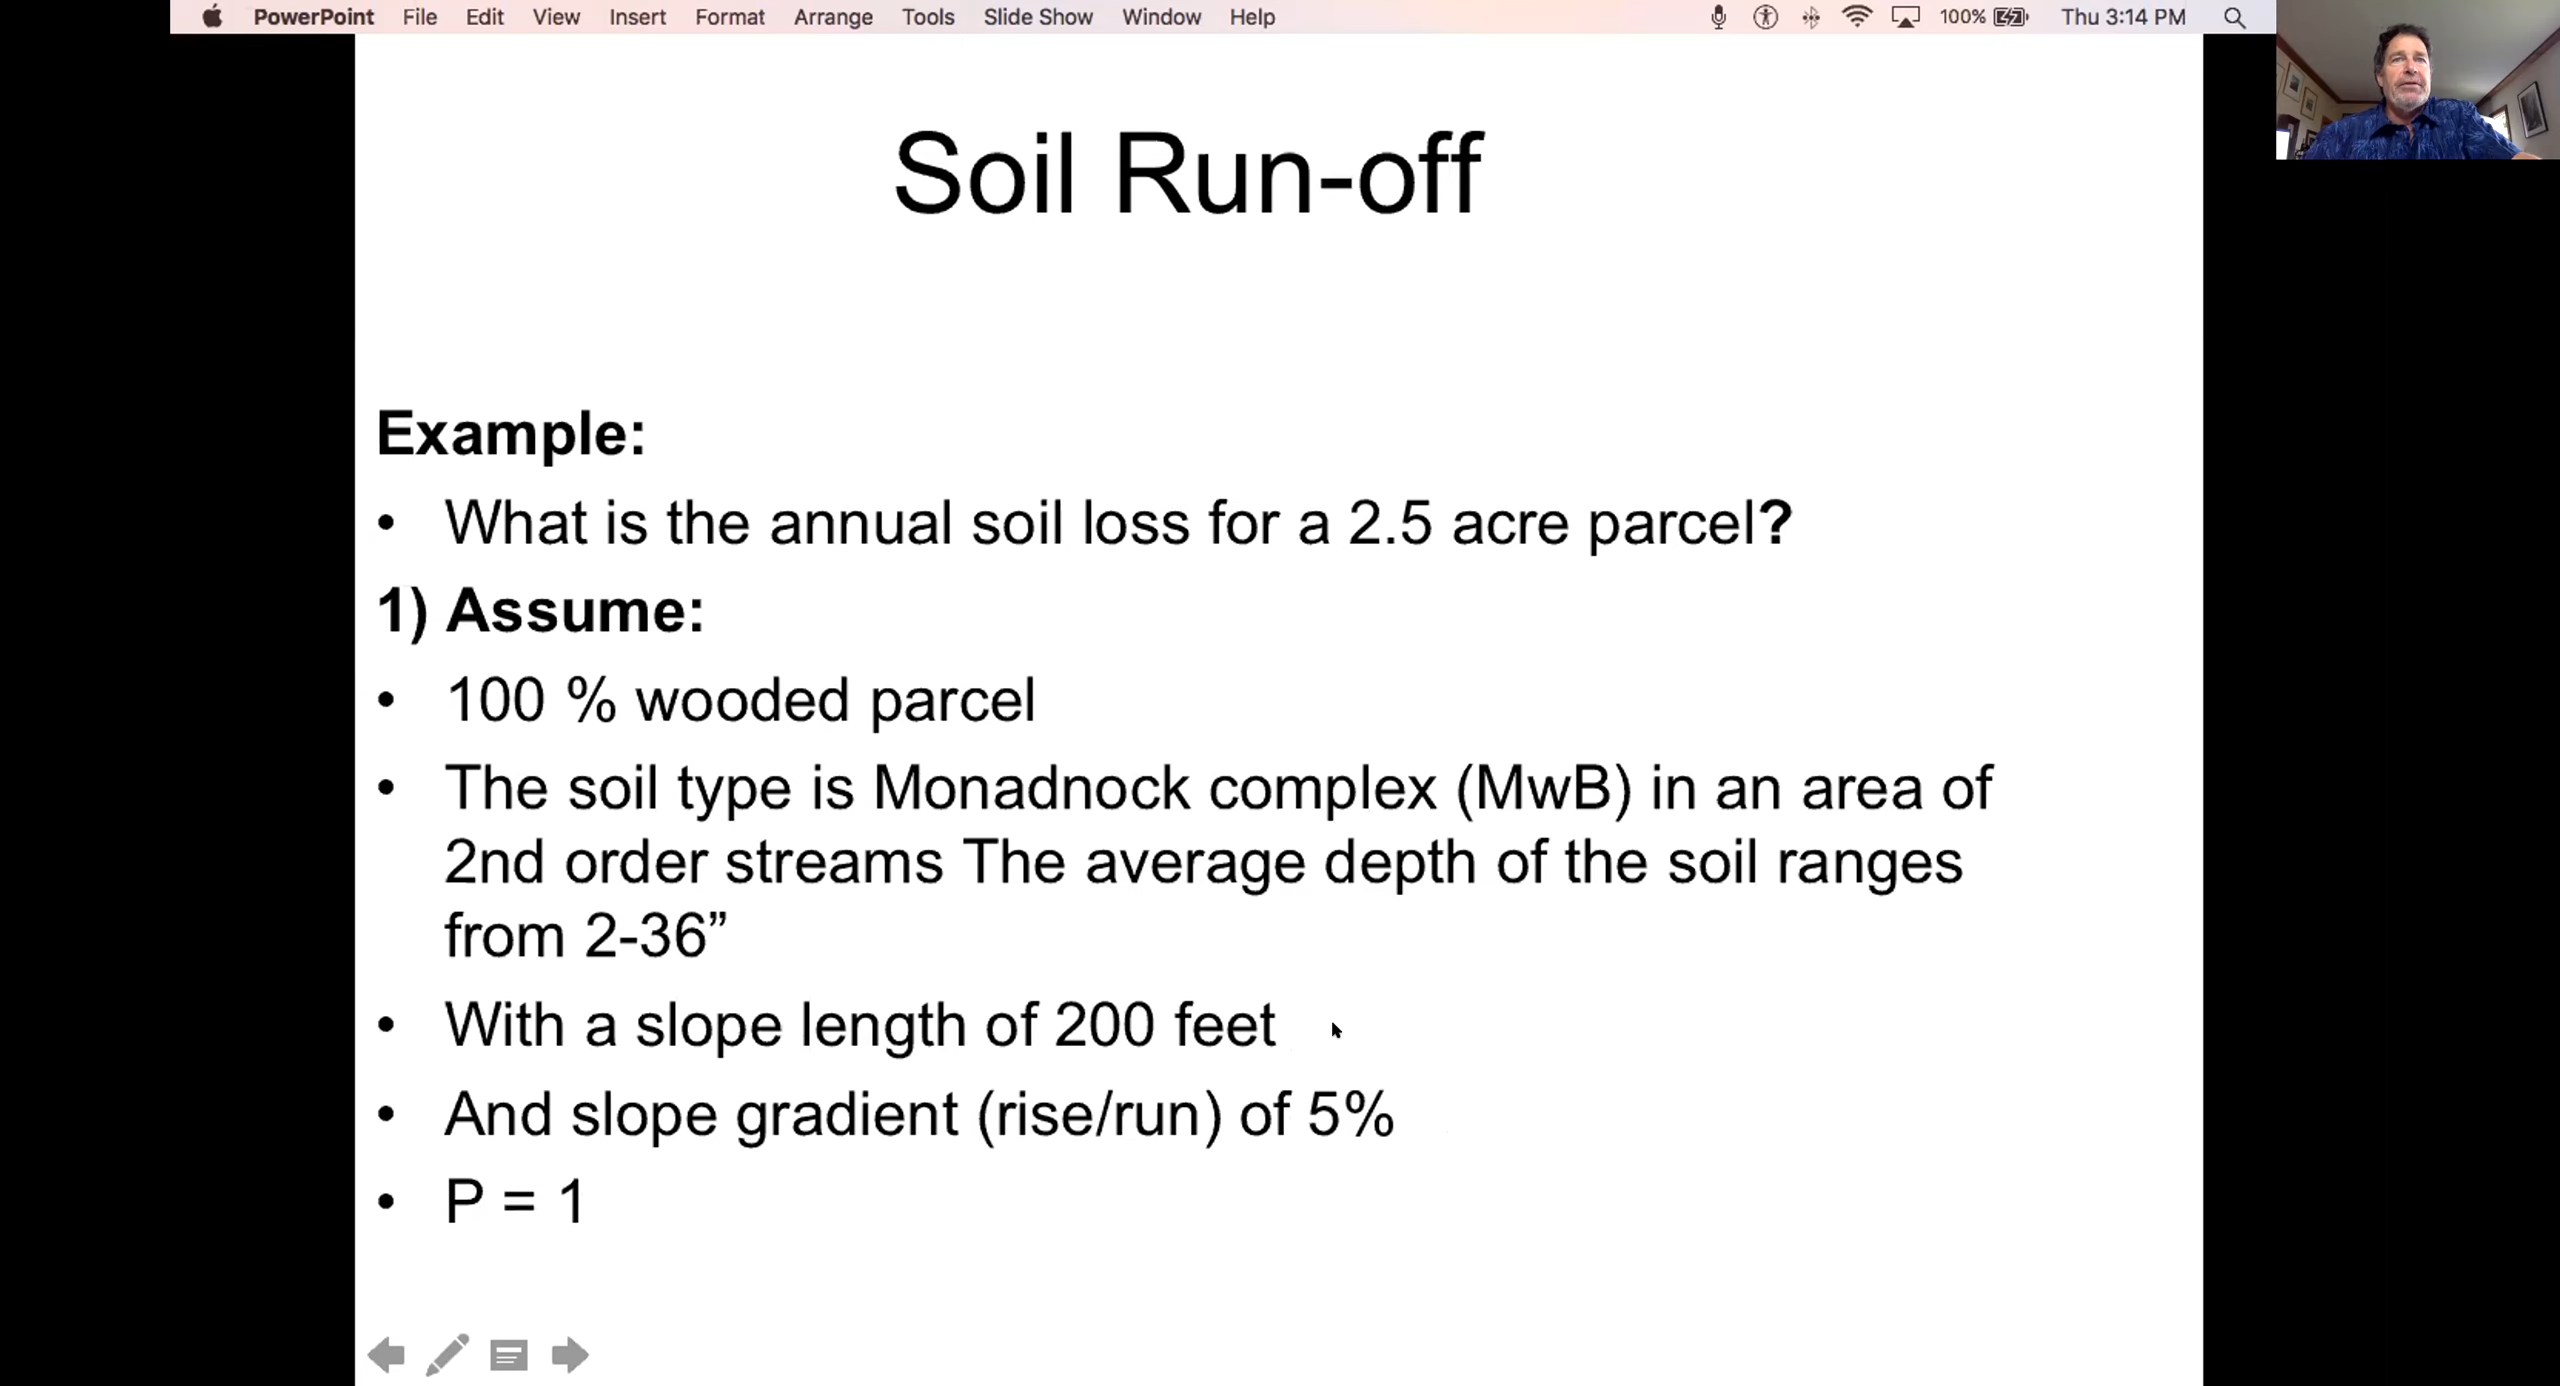 PowerPoint File Edit View Insert Format Arrange Tools Slide Show Window Help 100% Thu 3:14 PM
Soil Run-off
Example:
• What is the annual soil loss for a 2.5 acre parcel?
1) Assume:
• 100 % wooded parcel
• The soil type is Monadnock complex (MwB) in an area of
2nd order streams The average depth of the soil ranges
from 2-36”
• With a slope length of 200 feet
• And slope gradient (rise/run) of 5%
• P = 1